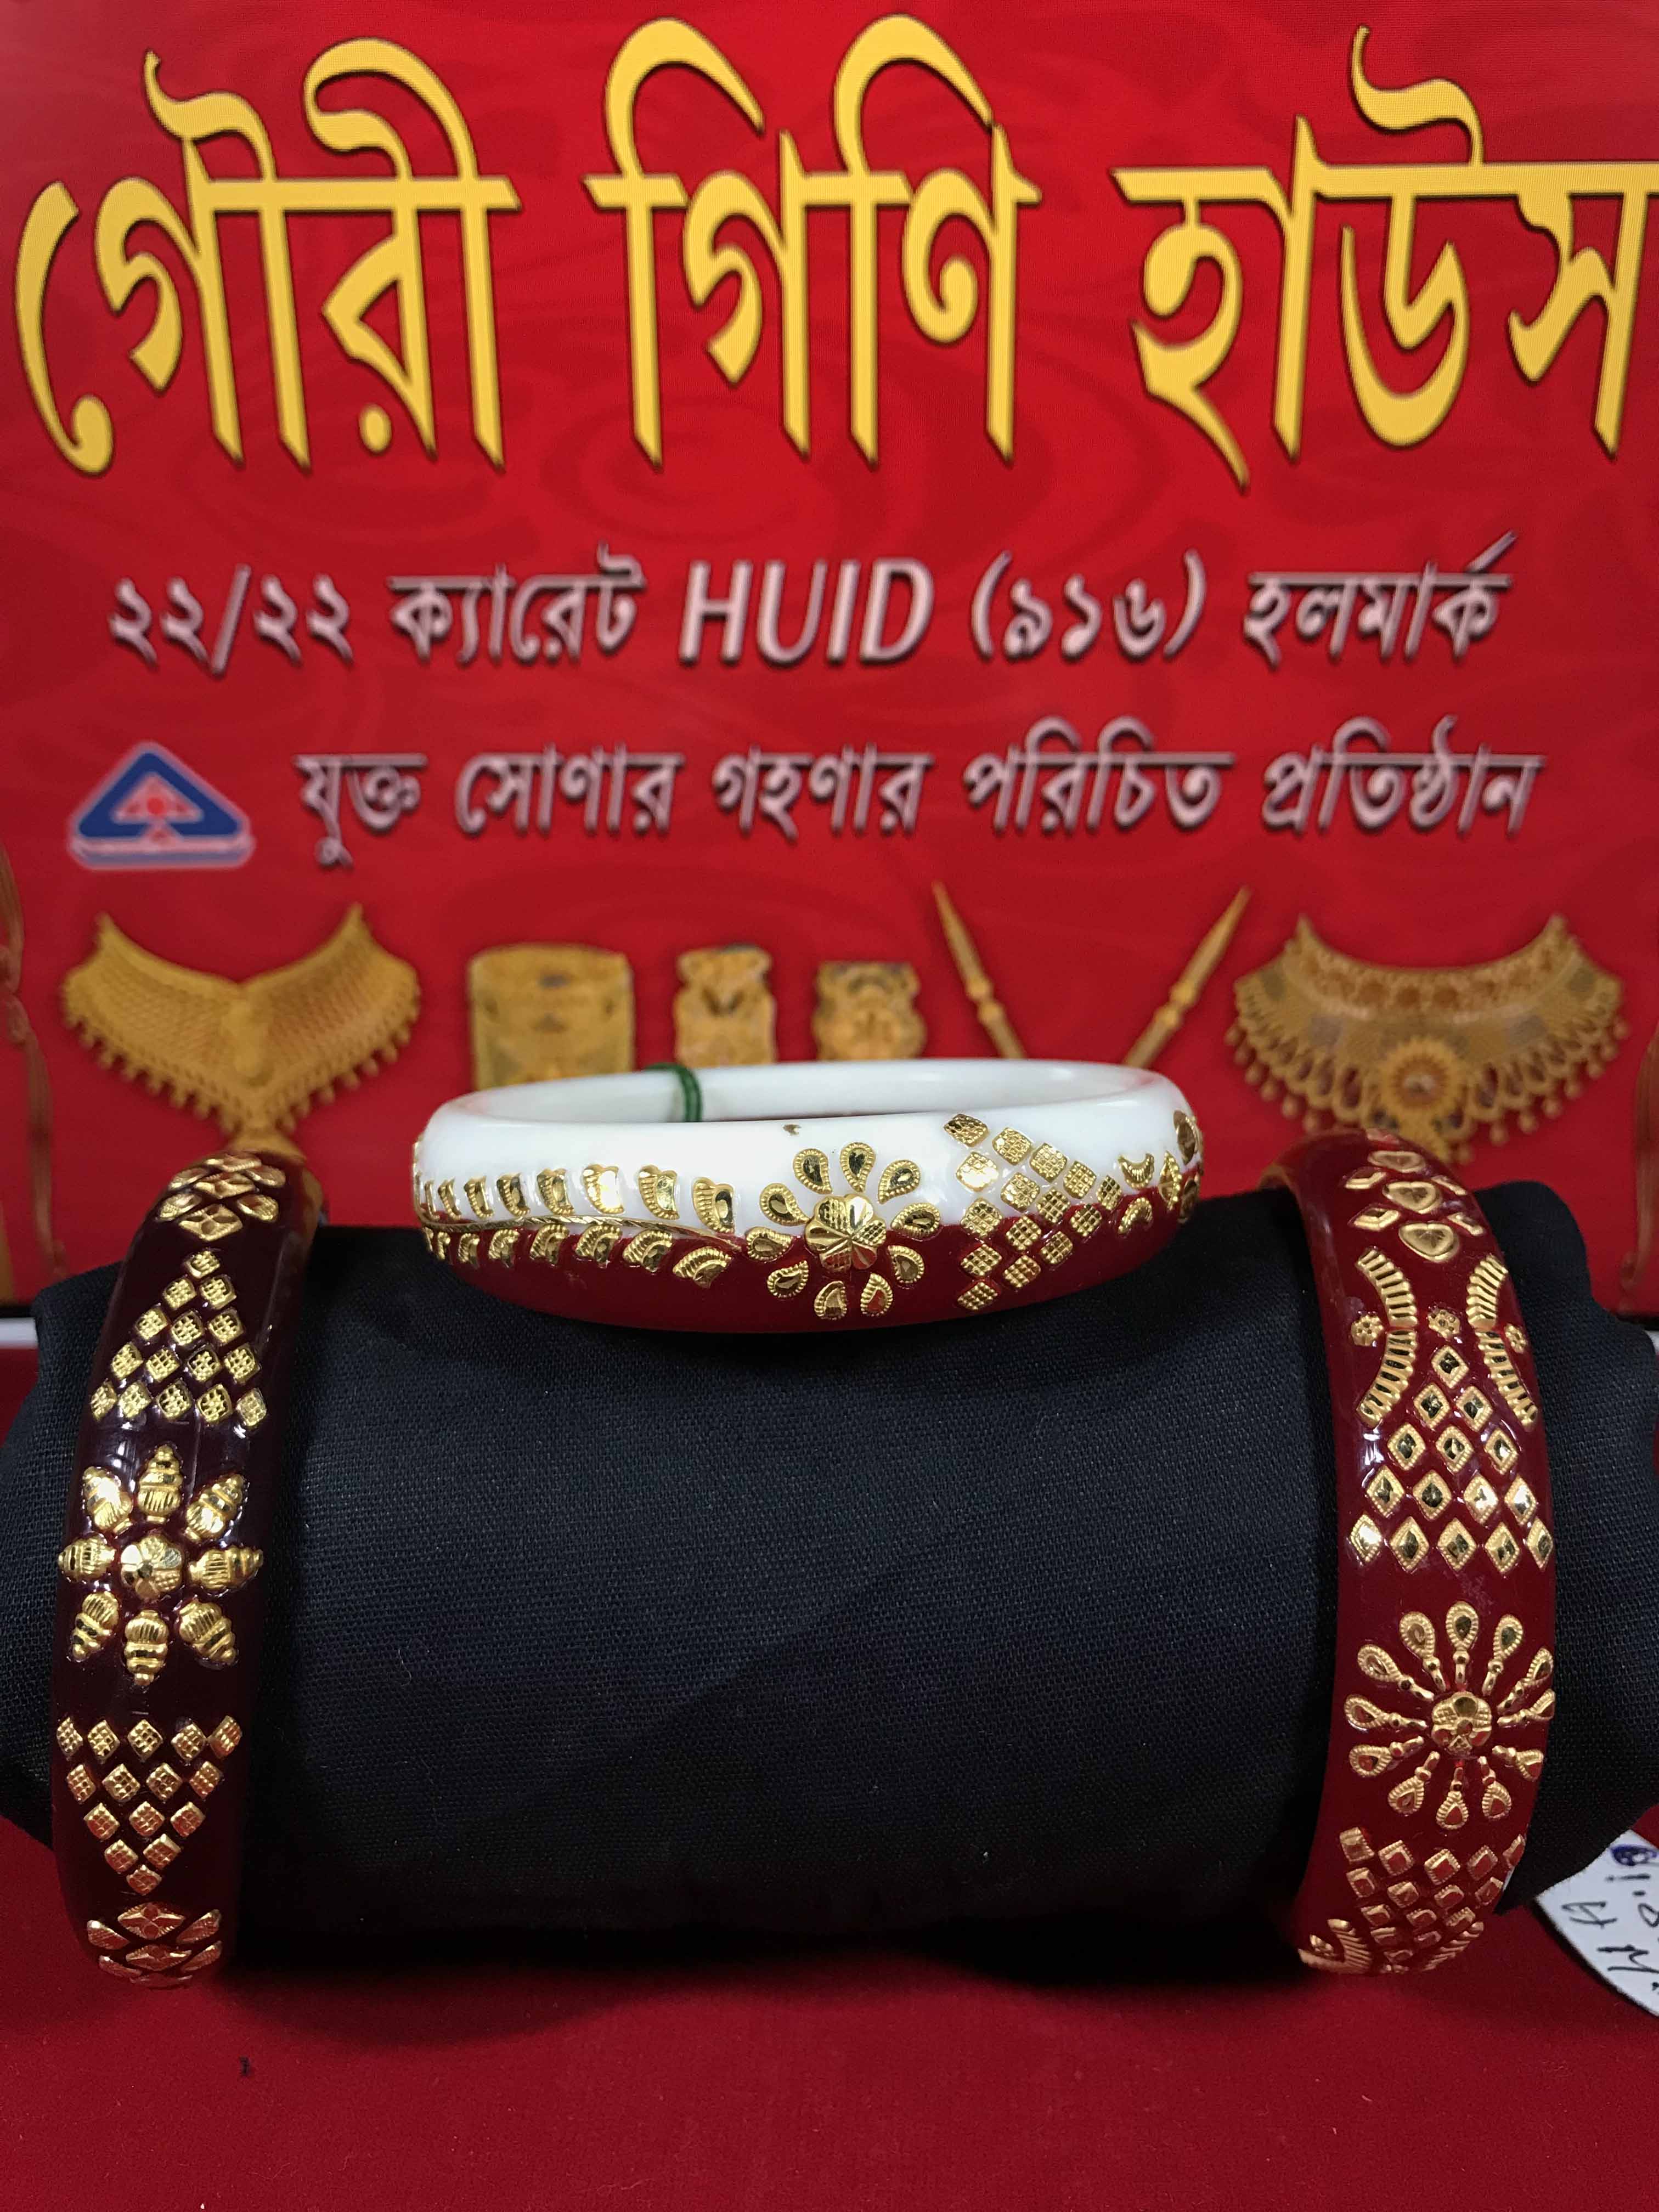 গৌরী গিণি হাউস
২২/২২ ক্যারেট HUID (৯১৬) হলমার্ক
যুক্ত সোণার গহণার পরিচিত প্রতিষ্ঠান